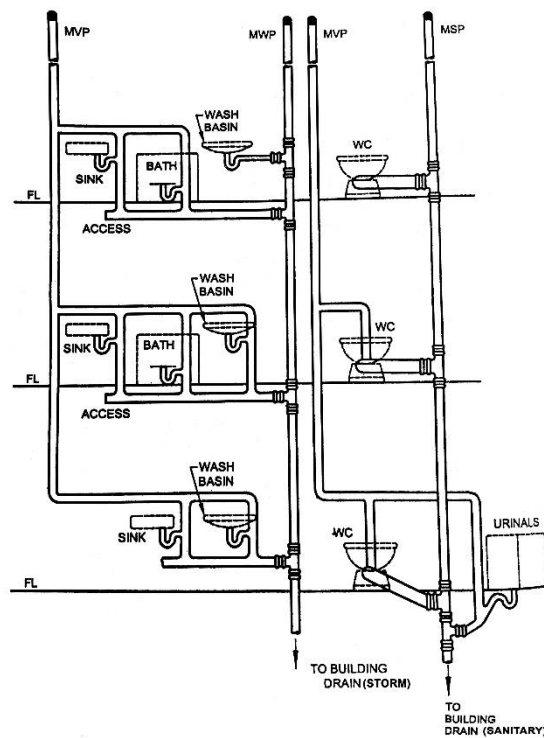 MVP
MWP
MVP
MSP
WASH
BASIN
WC
SINK
BATH
FL
ACCESS
WASH
BASIN
WC
SINK
BATH
FL
ACCESS
WASH
BASIN
URINALS
SINK
WC
FL
TO BUILDING
DRAIN (STORM)
TO
BUILDING
DRAIN (SANITARY)